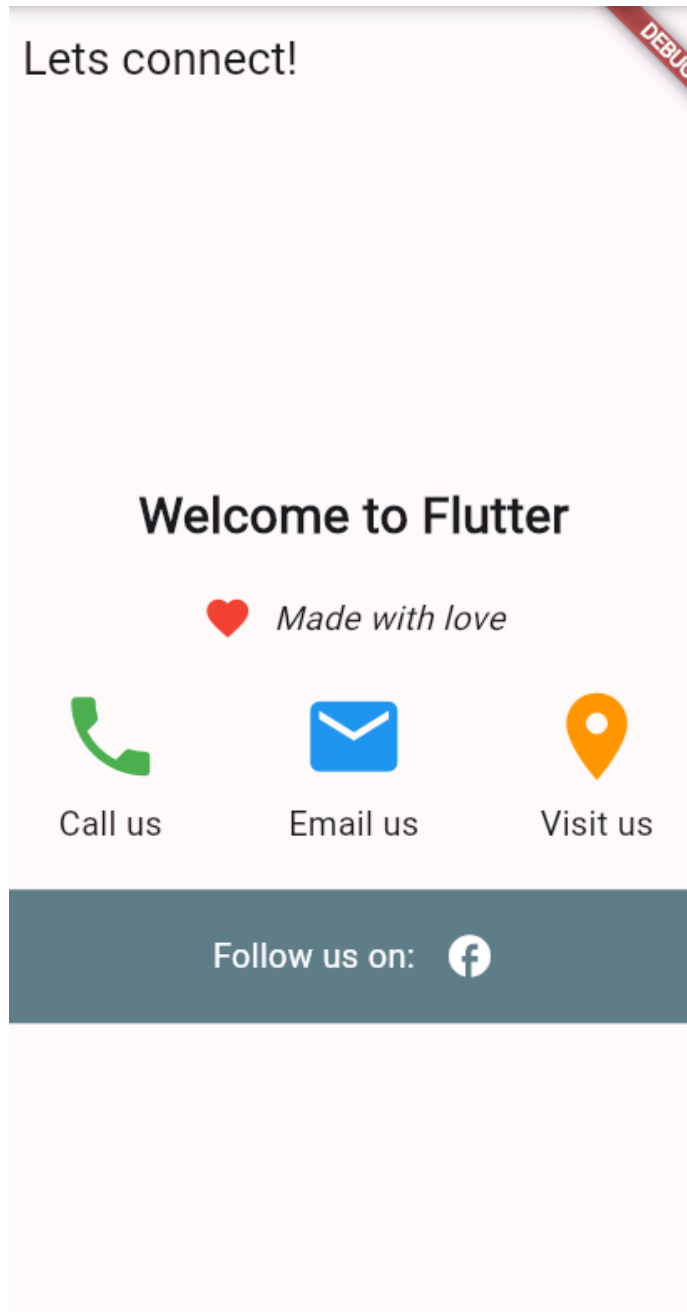 Lets connect!
DEBUG
Welcome to Flutter
Made with love
Call us
Email us
Visit us
Follow us on: